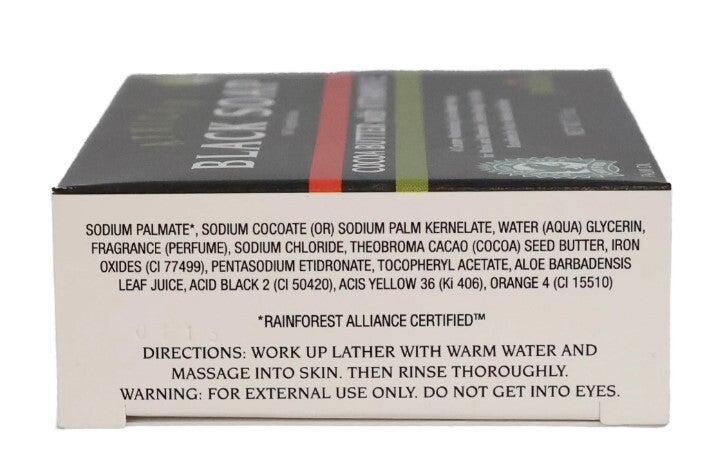 BLACK SOAP
COCOA BUTTER with
SODIUM PALMATE*, SODIUM COCOATE (OR) SODIUM PALM KERNELATE, WATER (AQUA) GLYCERIN,
FRAGRANCE (PERFUME), SODIUM CHLORIDE, THEOBROMA CACAO (COCOA) SEED BUTTER, IRON
OXIDES (CI 77499), PENTASODIUM ETIDRONATE, TOCOPHERYL ACETATE, ALOE BARBADENSIS
LEAF JUICE, ACID BLACK 2 (CI 50420), ACIS YELLOW 36 (Ki 406), ORANGE 4 (CI 15510)
*RAINFOREST ALLIANCE CERTIFIED™
DIRECTIONS: WORK UP LATHER WITH WARM WATER AND
MASSAGE INTO SKIN. THEN RINSE THOROUGHLY.
WARNING: FOR EXTERNAL USE ONLY. DO NOT GET INTO EYES.